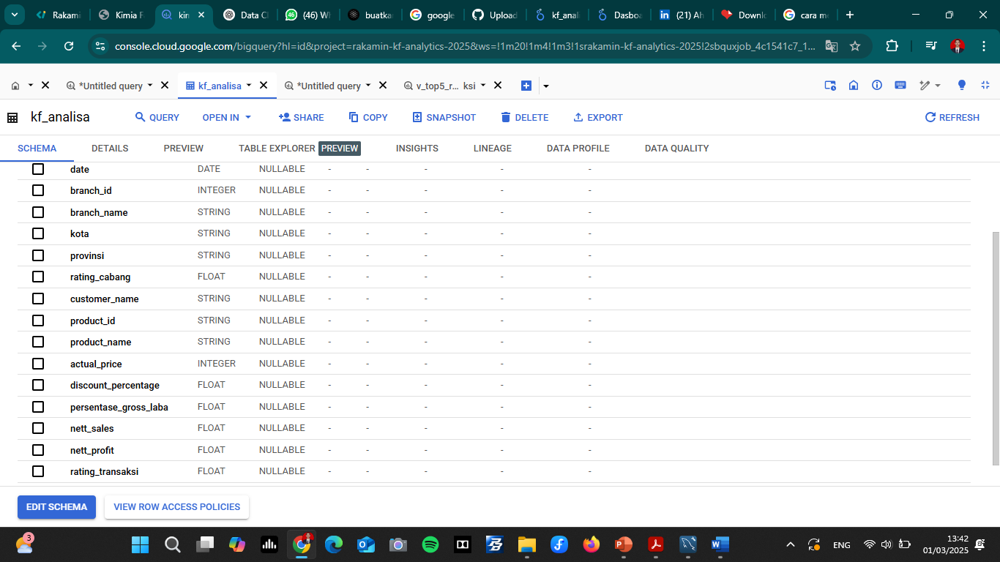 Rakami
Kimia F
kin
Data Cl
(46) W
buatka
google
Upload
kf_anali
Dasboa
(21) Ah
Downlo
cara m
console.cloud.google.com/bigquery?hl=id&project=rakamin-kf-analytics-2025&ws=!1m20!1m4!1m3!1srakamin-kf-analytics-2025!2sbquxjob_4c1541c7_1...
*Untitled query
kf_analisa
*Untitled query
v_top5_r... ksi
kf_analisa
QUERY
OPEN IN
SHARE
COPY
SNAPSHOT
DELETE
EXPORT
REFRESH
SCHEMA
DETAILS
PREVIEW
TABLE EXPLORER PREVIEW
INSIGHTS
LINEAGE
DATA PROFILE
DATA QUALITY
date DATE NULLABLE - - - - -
branch_id INTEGER NULLABLE - - - - -
branch_name STRING NULLABLE - - - - -
kota STRING NULLABLE - - - - -
provinsi STRING NULLABLE - - - - -
rating_cabang FLOAT NULLABLE - - - - -
customer_name STRING NULLABLE - - - - -
product_id STRING NULLABLE - - - - -
product_name STRING NULLABLE - - - - -
actual_price INTEGER NULLABLE - - - - -
discount_percentage FLOAT NULLABLE - - - - -
persentase_gross_laba FLOAT NULLABLE - - - - -
nett_sales FLOAT NULLABLE - - - - -
nett_profit FLOAT NULLABLE - - - - -
rating_transaksi FLOAT NULLABLE - - - - -
EDIT SCHEMA
VIEW ROW ACCESS POLICIES
3
ENG
13:42
01/03/2025